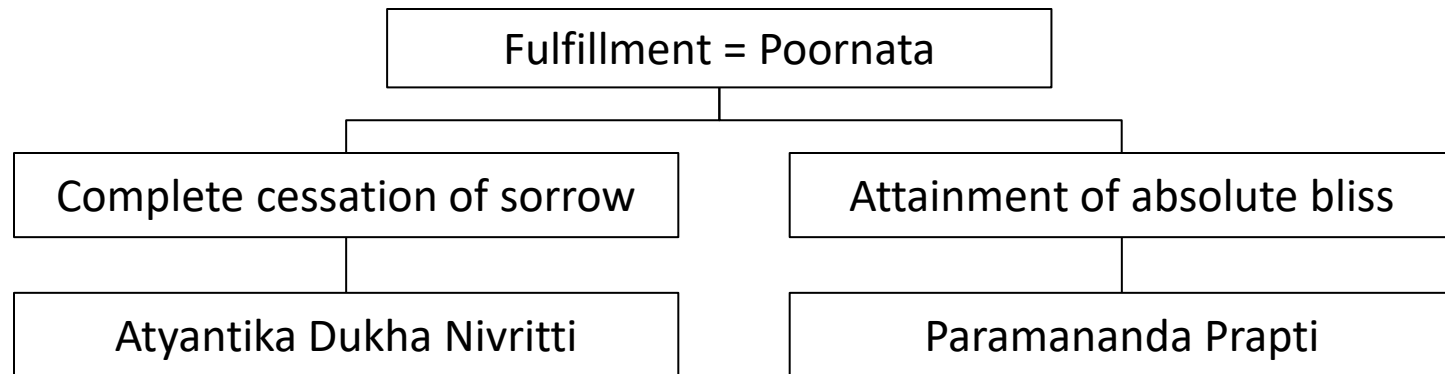 Fulfillment = Poornata
Complete cessation of sorrow
Attainment of absolute bliss
Atyantika Dukha Nivritti
Paramananda Prapti